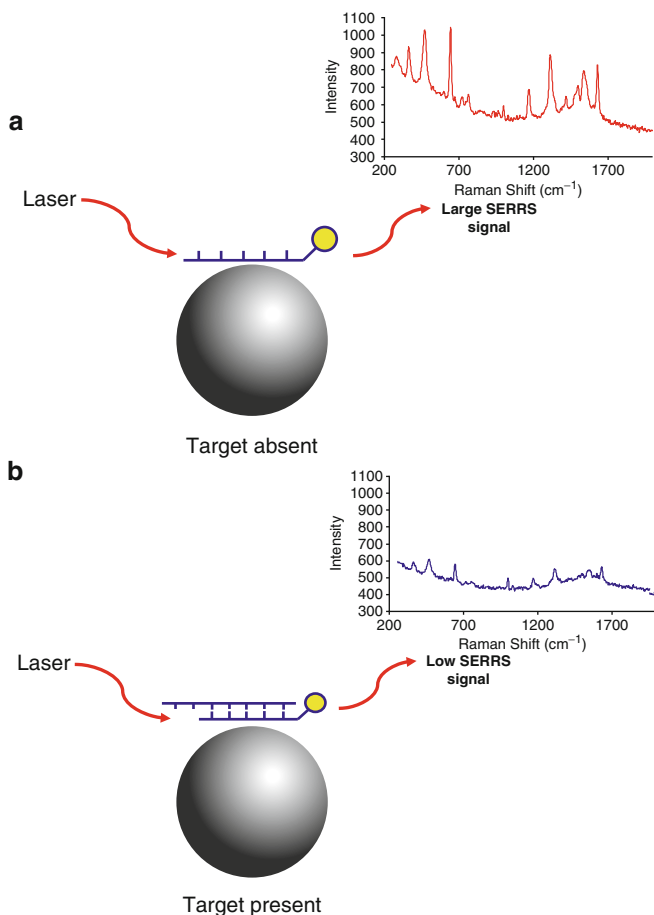 a
1100
1000
900
800
700
600
500
400
300
Intensity
200 700 1200 1700
Raman Shift (cm⁻¹)
Large SERRS
signal
Laser
Target absent
b
1100
1000
900
800
700
600
500
400
300
Intensity
200 700 1200 1700
Raman Shift (cm⁻¹)
Low SERRS
signal
Laser
Target present